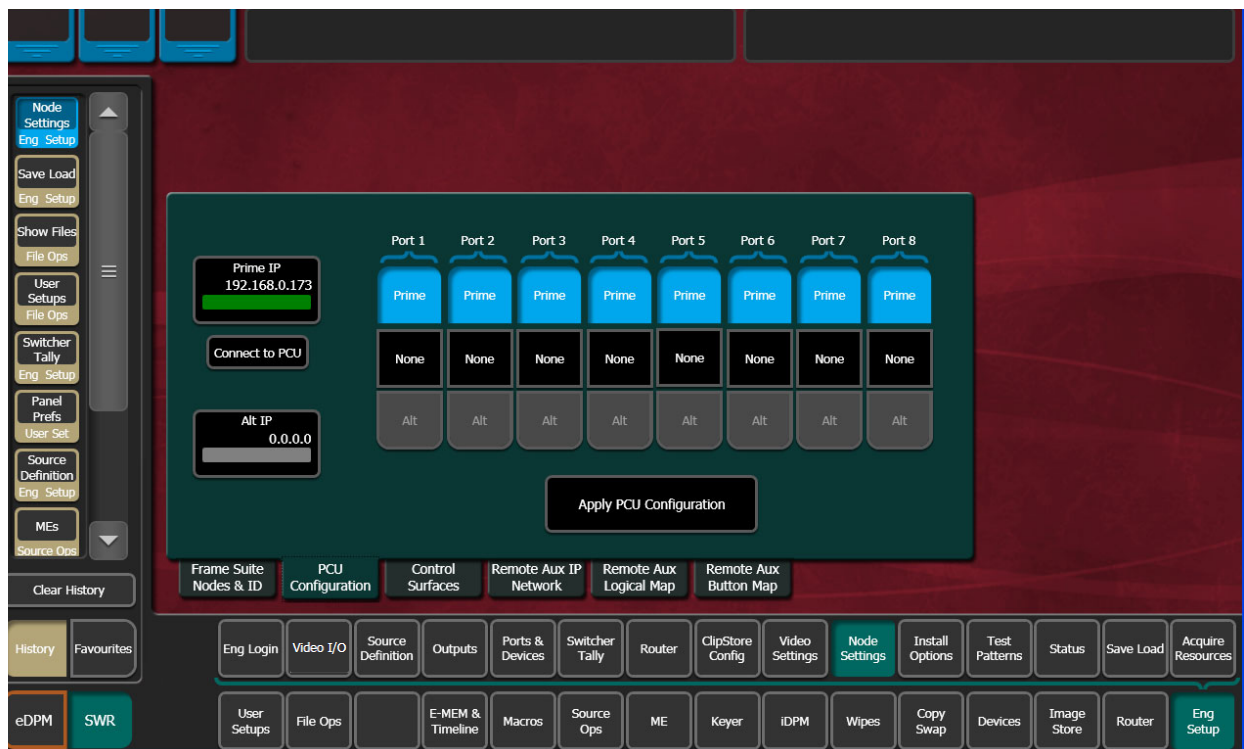 Node
Settings
Eng Setup
Save Load
Eng Setup
Show Files
File Ops
User
Setups
File Ops
Switcher
Tally
Eng Setup
Panel
Prefs
User Set
Source
Definition
Eng Setup
MEs
Source Ops
Clear History
History
Favourites
eDPM
SWR
Port 1
Port 2
Port 3
Port 4
Port 5
Port 6
Port 7
Port 8
Prime IP
192.168.0.173
Prime
Prime
Prime
Prime
Prime
Prime
Prime
Prime
Connect to PCU
None
None
None
None
None
None
None
None
Alt IP
0.0.0.0
Alt
Alt
Alt
Alt
Alt
Alt
Alt
Alt
Apply PCU Configuration
Frame Suite
Nodes & ID
PCU
Configuration
Control
Surfaces
Remote Aux IP
Network
Remote Aux
Logical Map
Remote Aux
Button Map
Eng Login
Video I/O
Source
Definition
Outputs
Ports &
Devices
Switcher
Tally
Router
ClipStore
Config
Video
Settings
Node
Settings
Install
Options
Test
Patterns
Status
Save Load
Acquire
Resources
User
Setups
File Ops
E-MEM &
Timeline
Macros
Source
Ops
ME
Keyer
iDPM
Wipes
Copy
Swap
Devices
Image
Store
Router
Eng
Setup